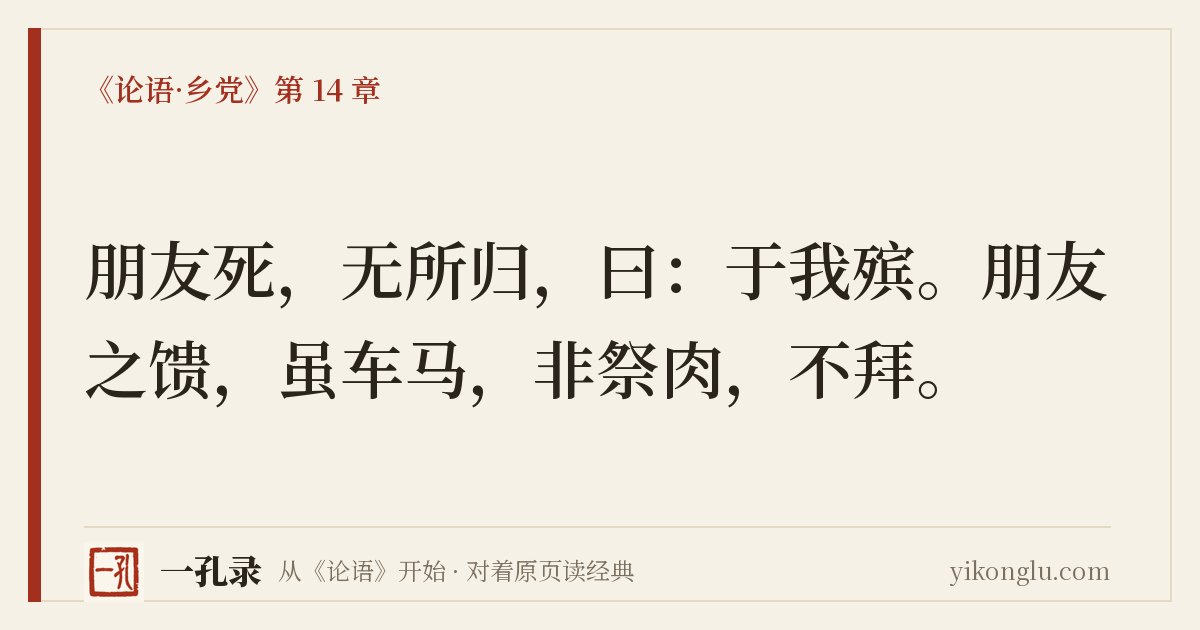 《论语·乡党》第 14 章
朋友死，无所归，曰：于我殡。朋友
之馈，虽车马，非祭肉，不拜。
一孔
一孔录 从《论语》开始 · 对着原页读经典 yikonglu.com